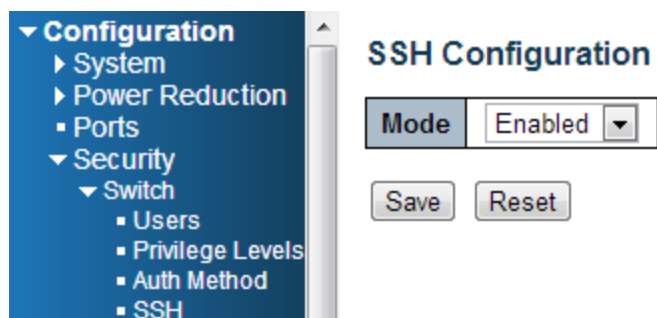 Configuration
System
Power Reduction
Ports
Security
Switch
Users
Privilege Levels
Auth Method
SSH
SSH Configuration
Mode Enabled
Save Reset